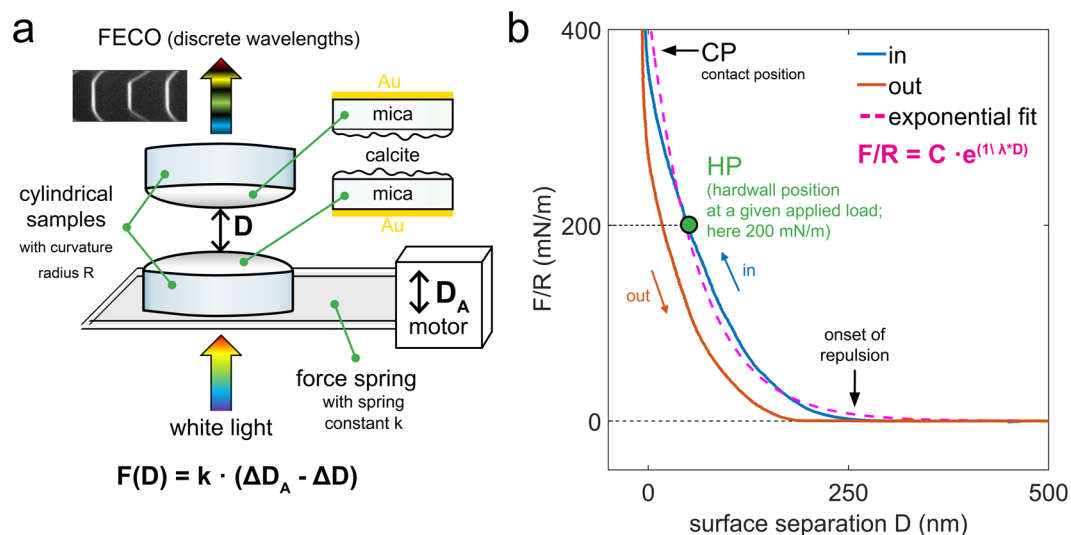 a
FECO (discrete wavelengths)
Au
mica
calcite
mica
Au
cylindrical
samples
with curvature
radius R
D
D_A
motor
force spring
with spring
constant k
white light
F(D) = k · (ΔD_A - ΔD)
b
400
200
0
F/R (mN/m)
CP
contact position
in
out
exponential fit
F/R = C ·e^(1\ λ*D)
HP
(hardwall position
at a given applied load;
here 200 mN/m)
in
out
onset of
repulsion
0
250
500
surface separation D (nm)